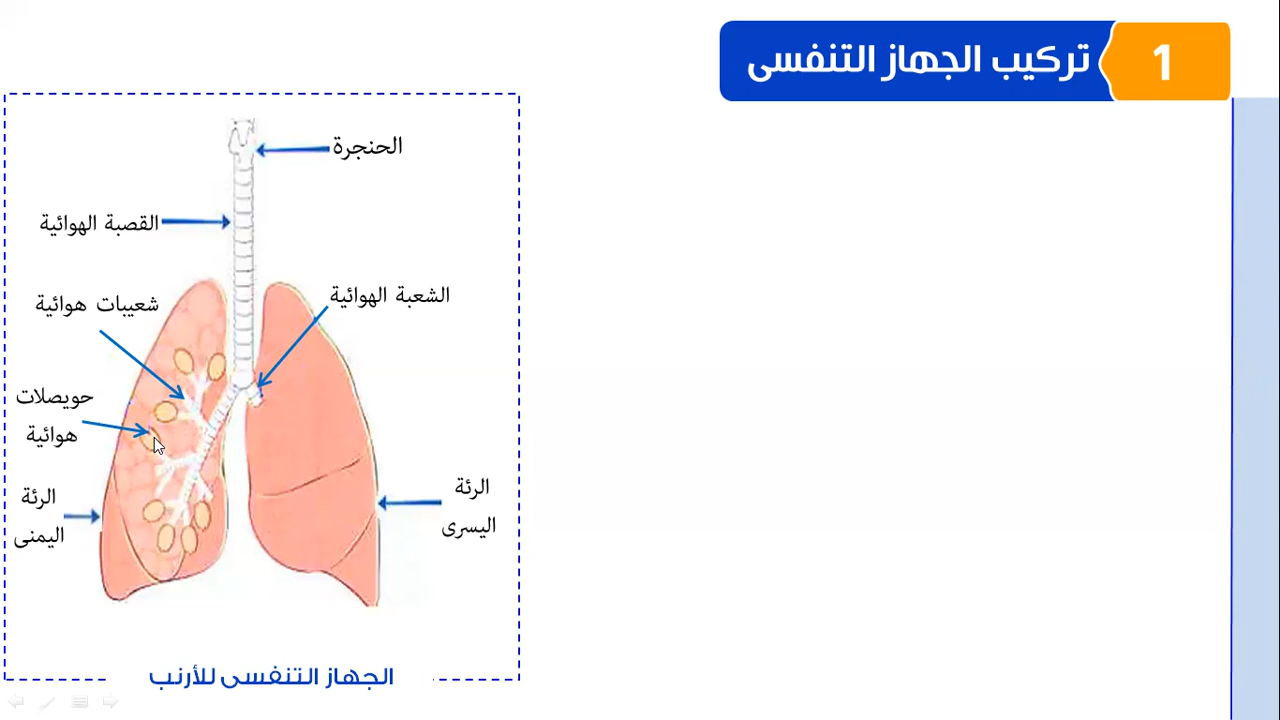 1
تركيب الجهاز التنفسى
الحنجرة
القصبة الهوائية
الشعبة الهوائية
شعيبات هوائية
حويصلات
هوائية
الرئة
اليسرى
الرئة
اليمنى
الجهاز التنفسى للأرنب